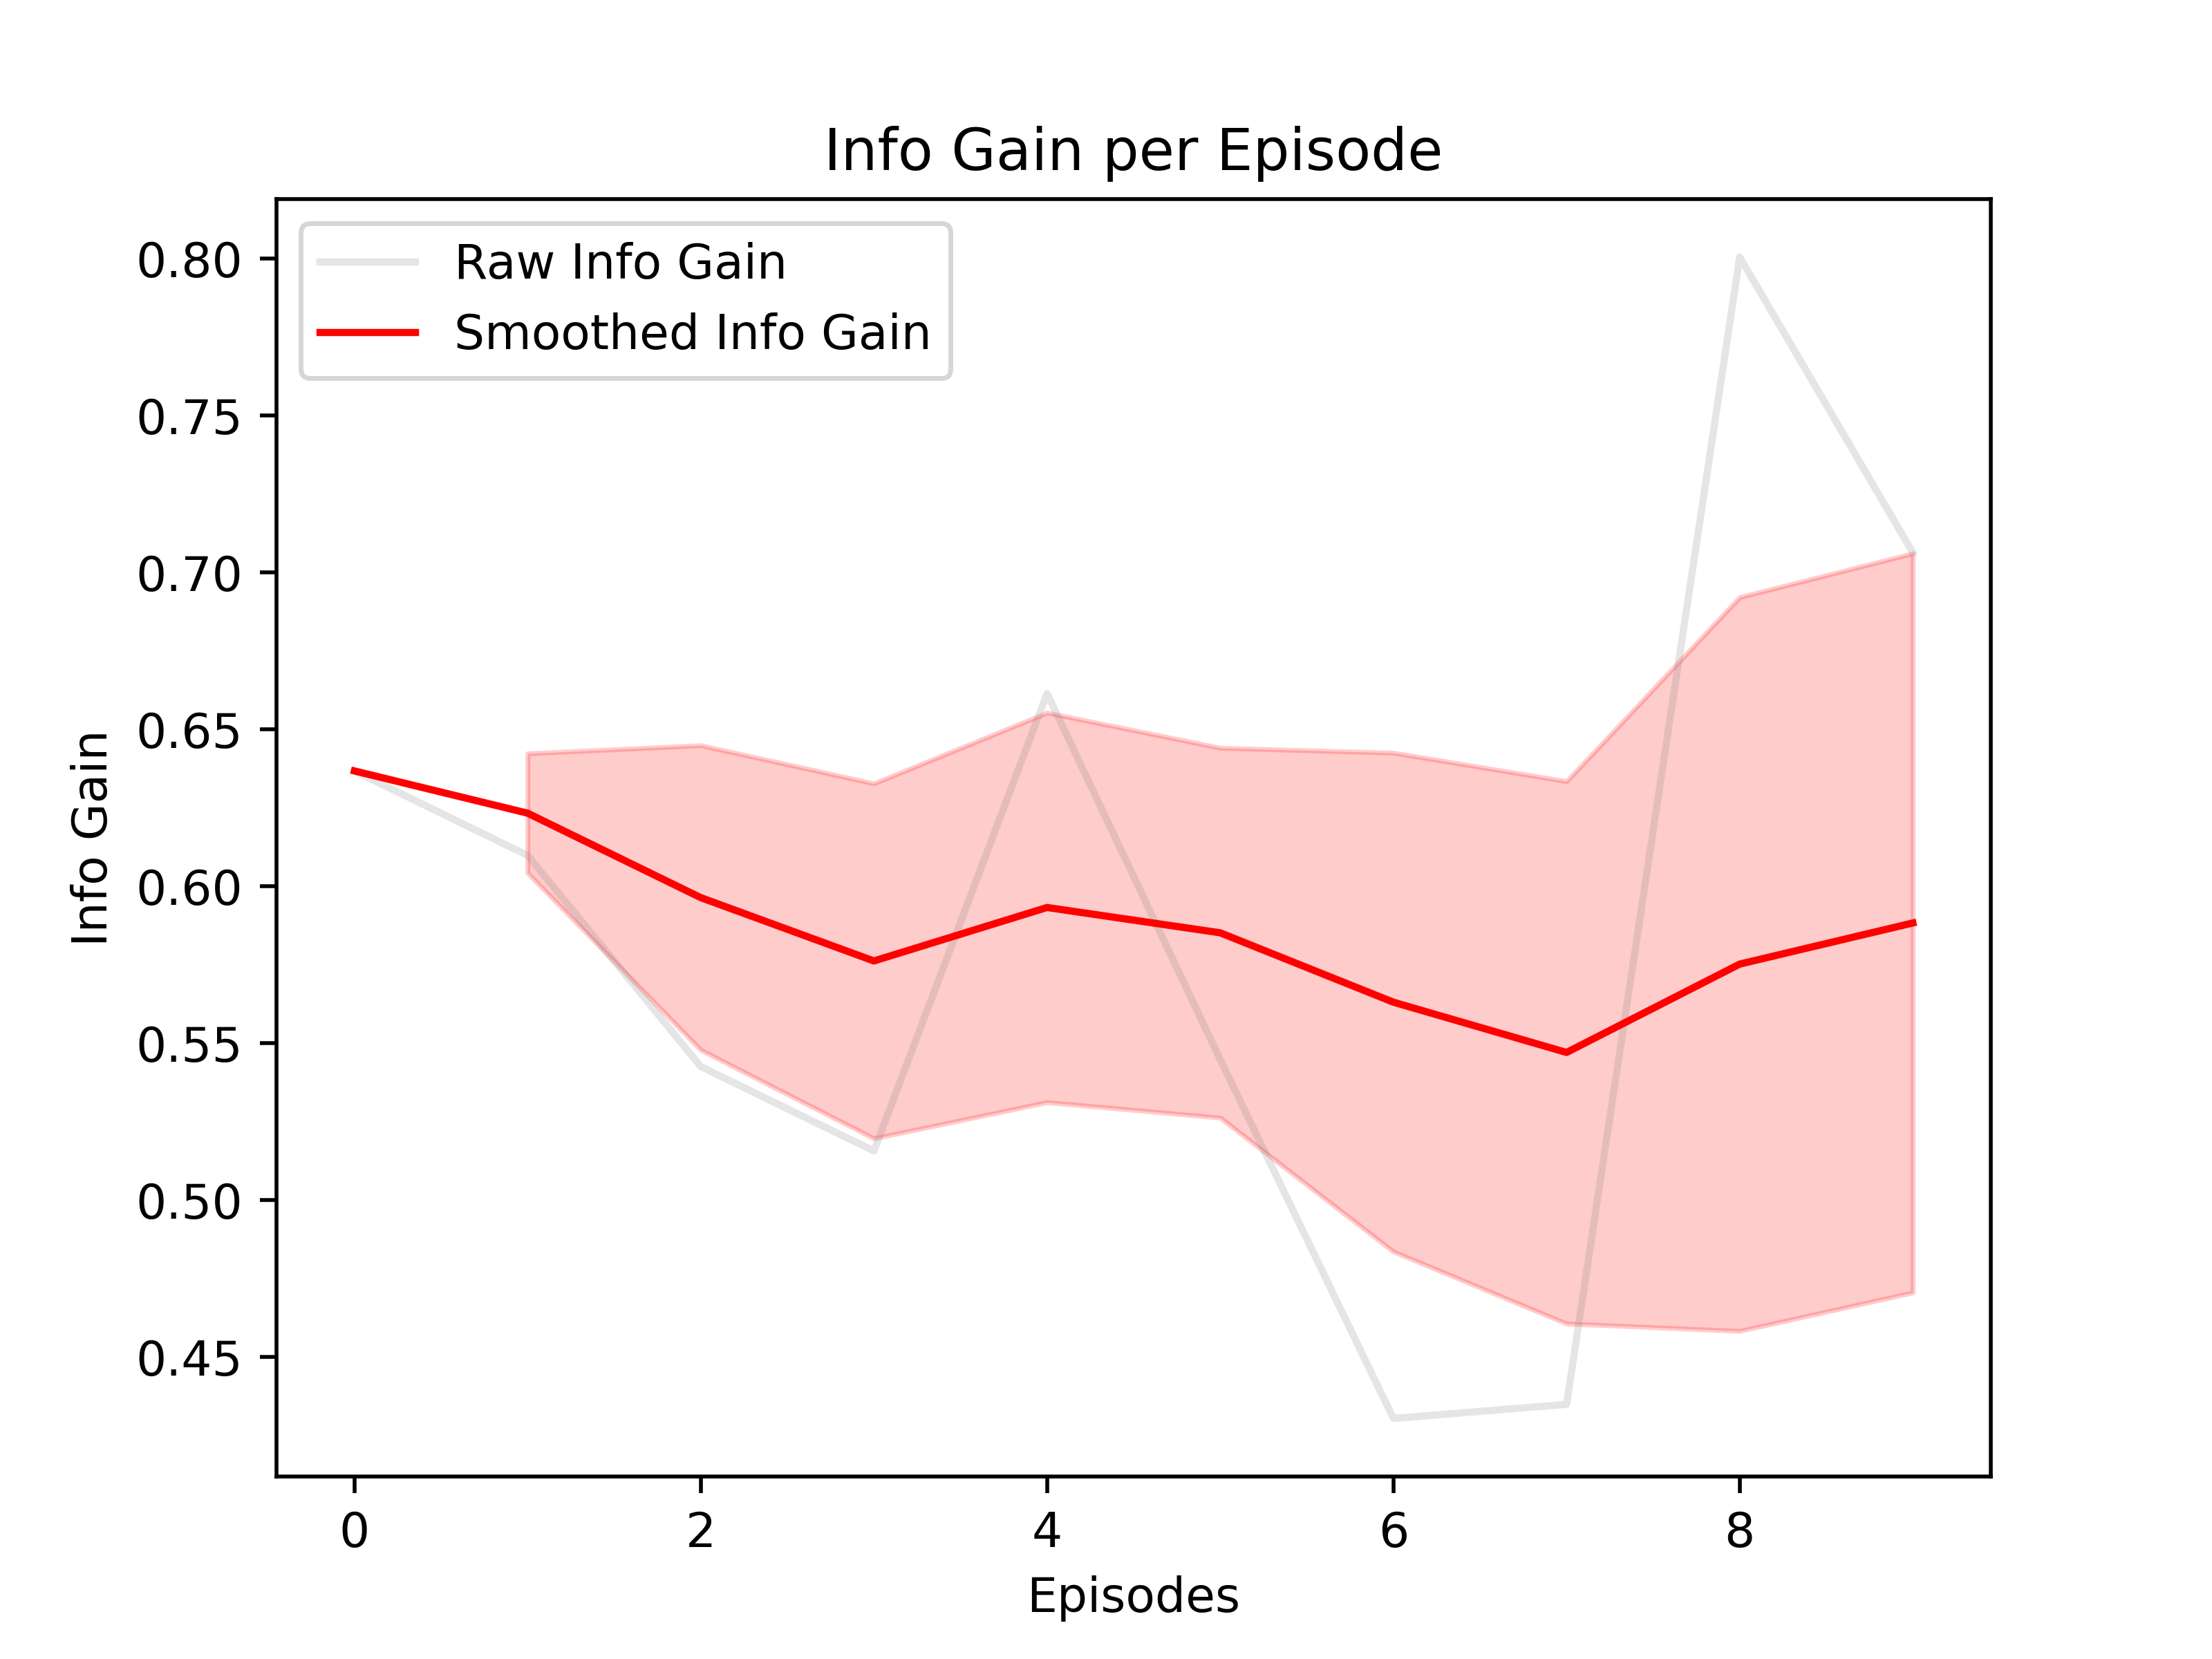 Info Gain per Episode
Raw Info Gain
Smoothed Info Gain
0.80
0.75
0.70
0.65
0.60
0.55
0.50
0.45
Info Gain
0 2 4 6 8
Episodes